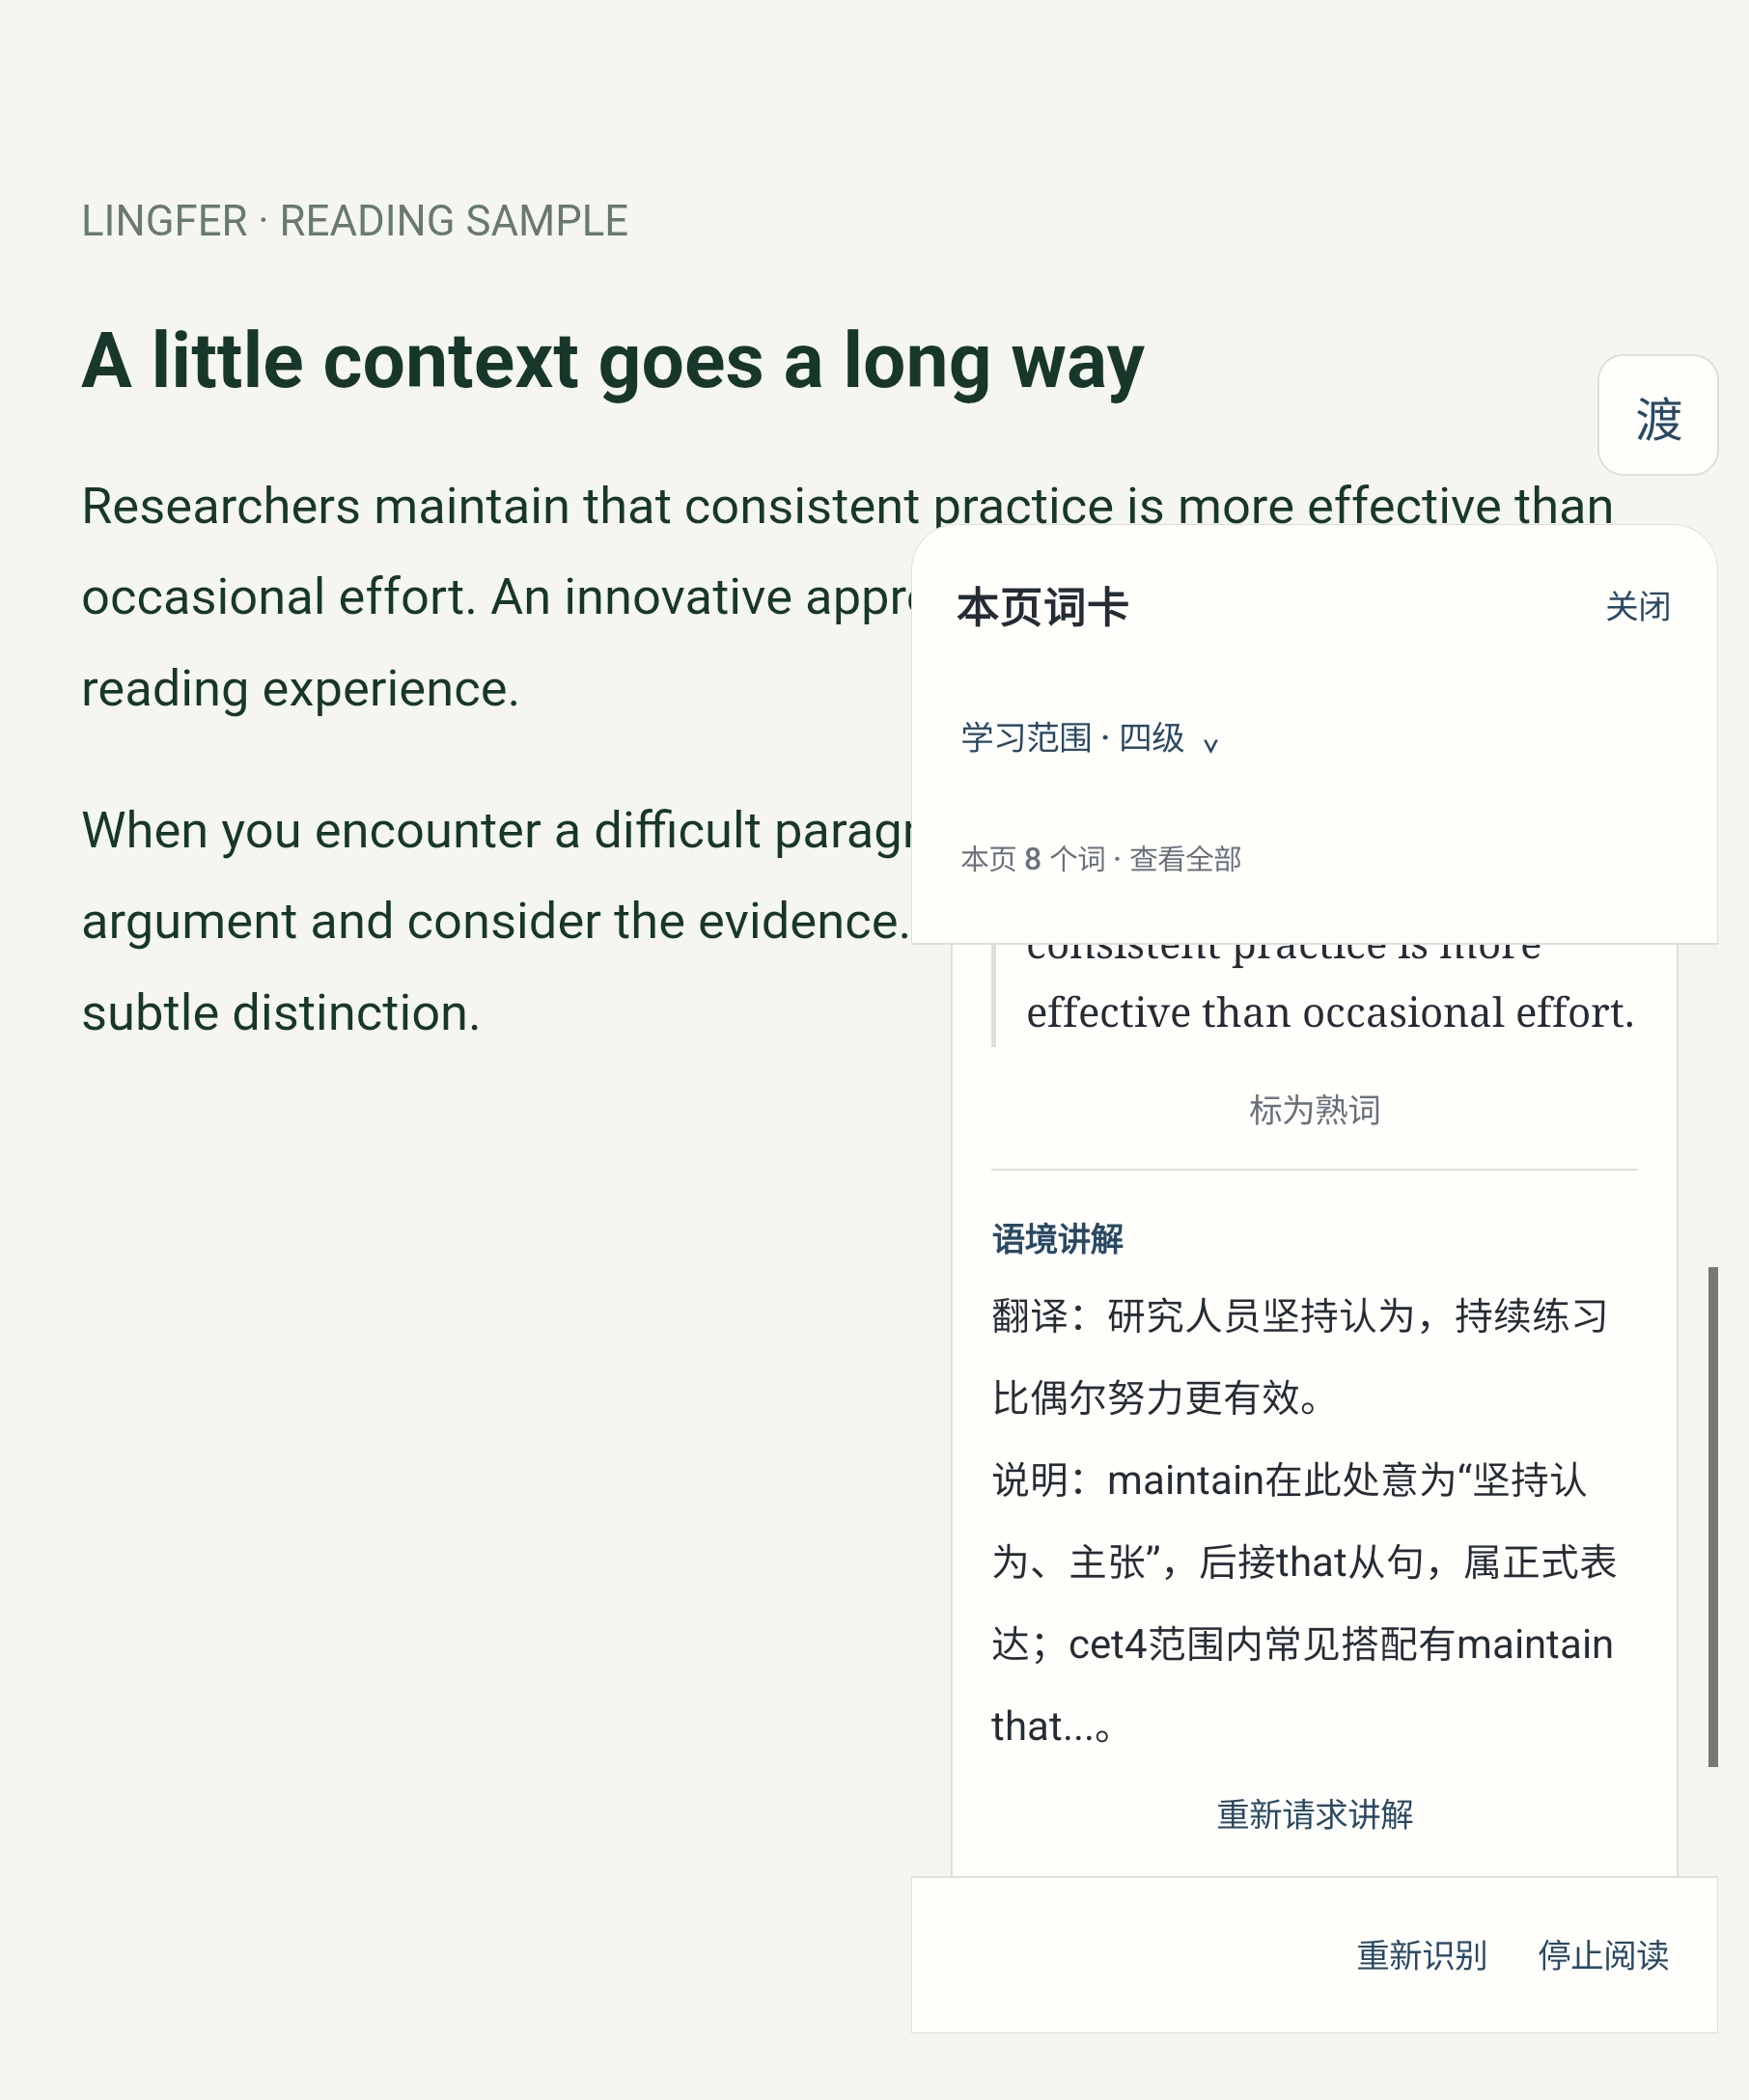 LINGFER · READING SAMPLE
A little context goes a long way
渡
Researchers maintain that consistent practice is more effective than
occasional effort. An innovative
reading experience.
When you encounter a difficult
argument and consider the evidence.
subtle distinction.
本页词卡
关闭
学习范围 · 四级
本页 8 个词 · 查看全部
consistent practice is more
effective than occasional effort.
标为熟词
语境讲解
翻译：研究人员坚持认为，持续练习
比偶尔努力更有效。
说明：maintain在此处意为“坚持认
为、主张”，后接that从句，属正式表
达；cet4范围内常见搭配有maintain
that...。
重新请求讲解
重新识别
停止阅读